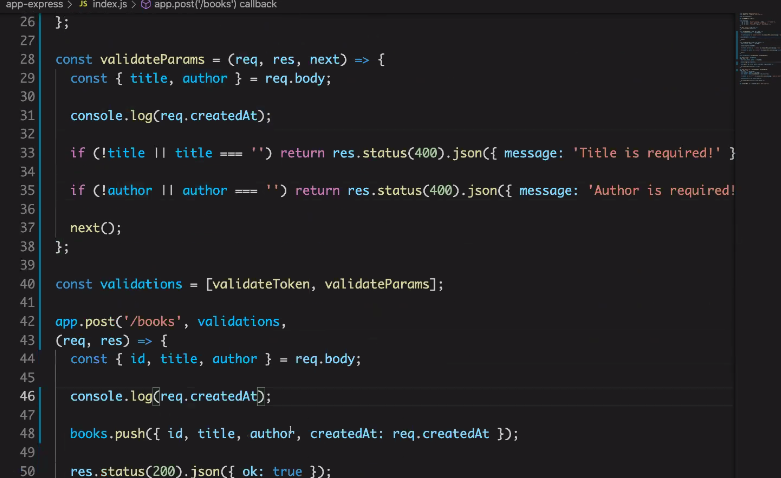 app-express > JS index.js > app.post('/books') callback
26 };
27
28 const validateParams = (req, res, next) => {
29 const { title, author } = req.body;
30
31 console.log(req.createdAt);
32
33 if (!title || title === '') return res.status(400).json({ message: 'Title is required!' }
34
35 if (!author || author === '') return res.status(400).json({ message: 'Author is required!
36
37 next();
38 };
39
40 const validations = [validateToken, validateParams];
41
42 app.post('/books', validations,
43 (req, res) => {
44 const { id, title, author } = req.body;
45
46 console.log(req.createdAt);
47
48 books.push({ id, title, author, createdAt: req.createdAt });
49
50 res.status(200).json({ ok: true });